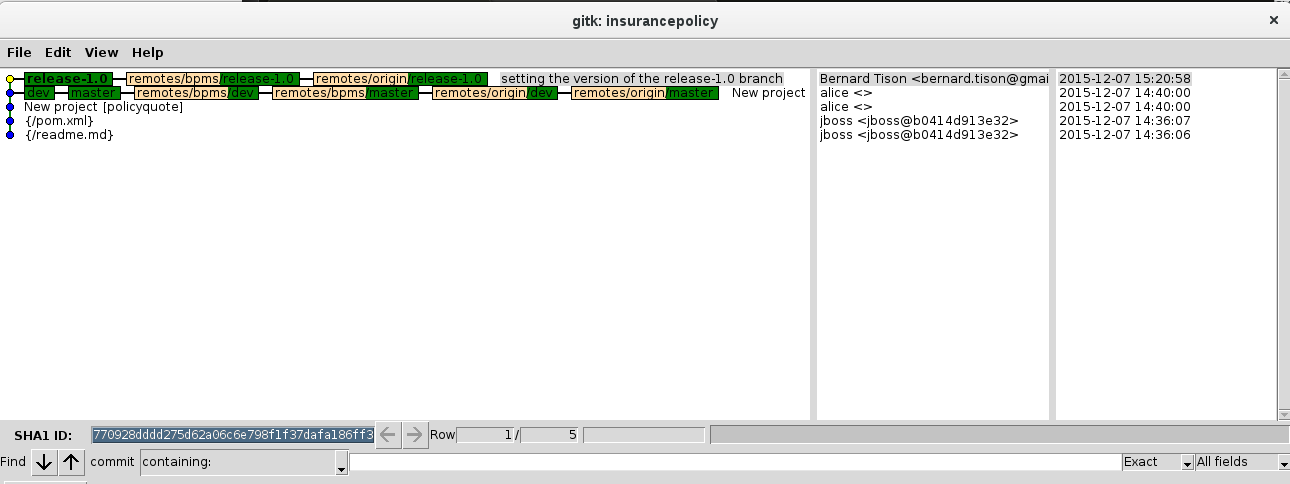 gitk: insurancepolicy
File Edit View Help
release-1.0 remotes/bpms/release-1.0 remotes/origin/release-1.0 setting the version of the release-1.0 branch Bernard Tison <bernard.tison@gmai 2015-12-07 15:20:58
dev master remotes/bpms/dev remotes/bpms/master remotes/origin/dev remotes/origin/master New project alice <> 2015-12-07 14:40:00
New project [policyquote] alice <> 2015-12-07 14:40:00
{/pom.xml} jboss <jboss@b0414d913e32> 2015-12-07 14:36:07
{/readme.md} jboss <jboss@b0414d913e32> 2015-12-07 14:36:06
SHA1 ID: 770928dddd275d62a06c6e798f1f37dafa186ff3 Row 1 / 5
Find commit containing: Exact All fields